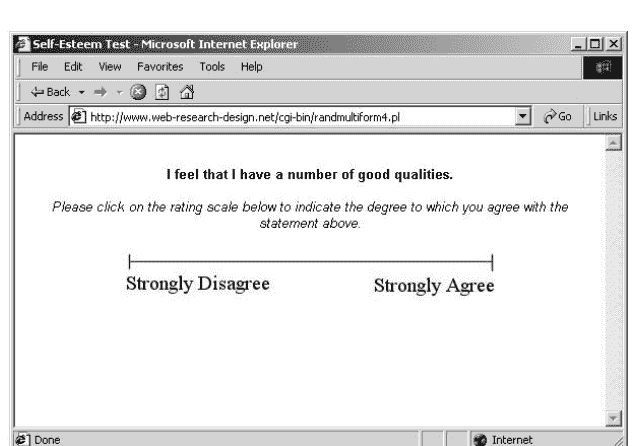 Self-Esteem Test - Microsoft Internet Explorer
File Edit View Favorites Tools Help
Back
Address http://www.web-research-design.net/cgi-bin/randmultiform4.pl Go Links
I feel that I have a number of good qualities.
Please click on the rating scale below to indicate the degree to which you agree with the
statement above.
Strongly Disagree Strongly Agree
Done Internet